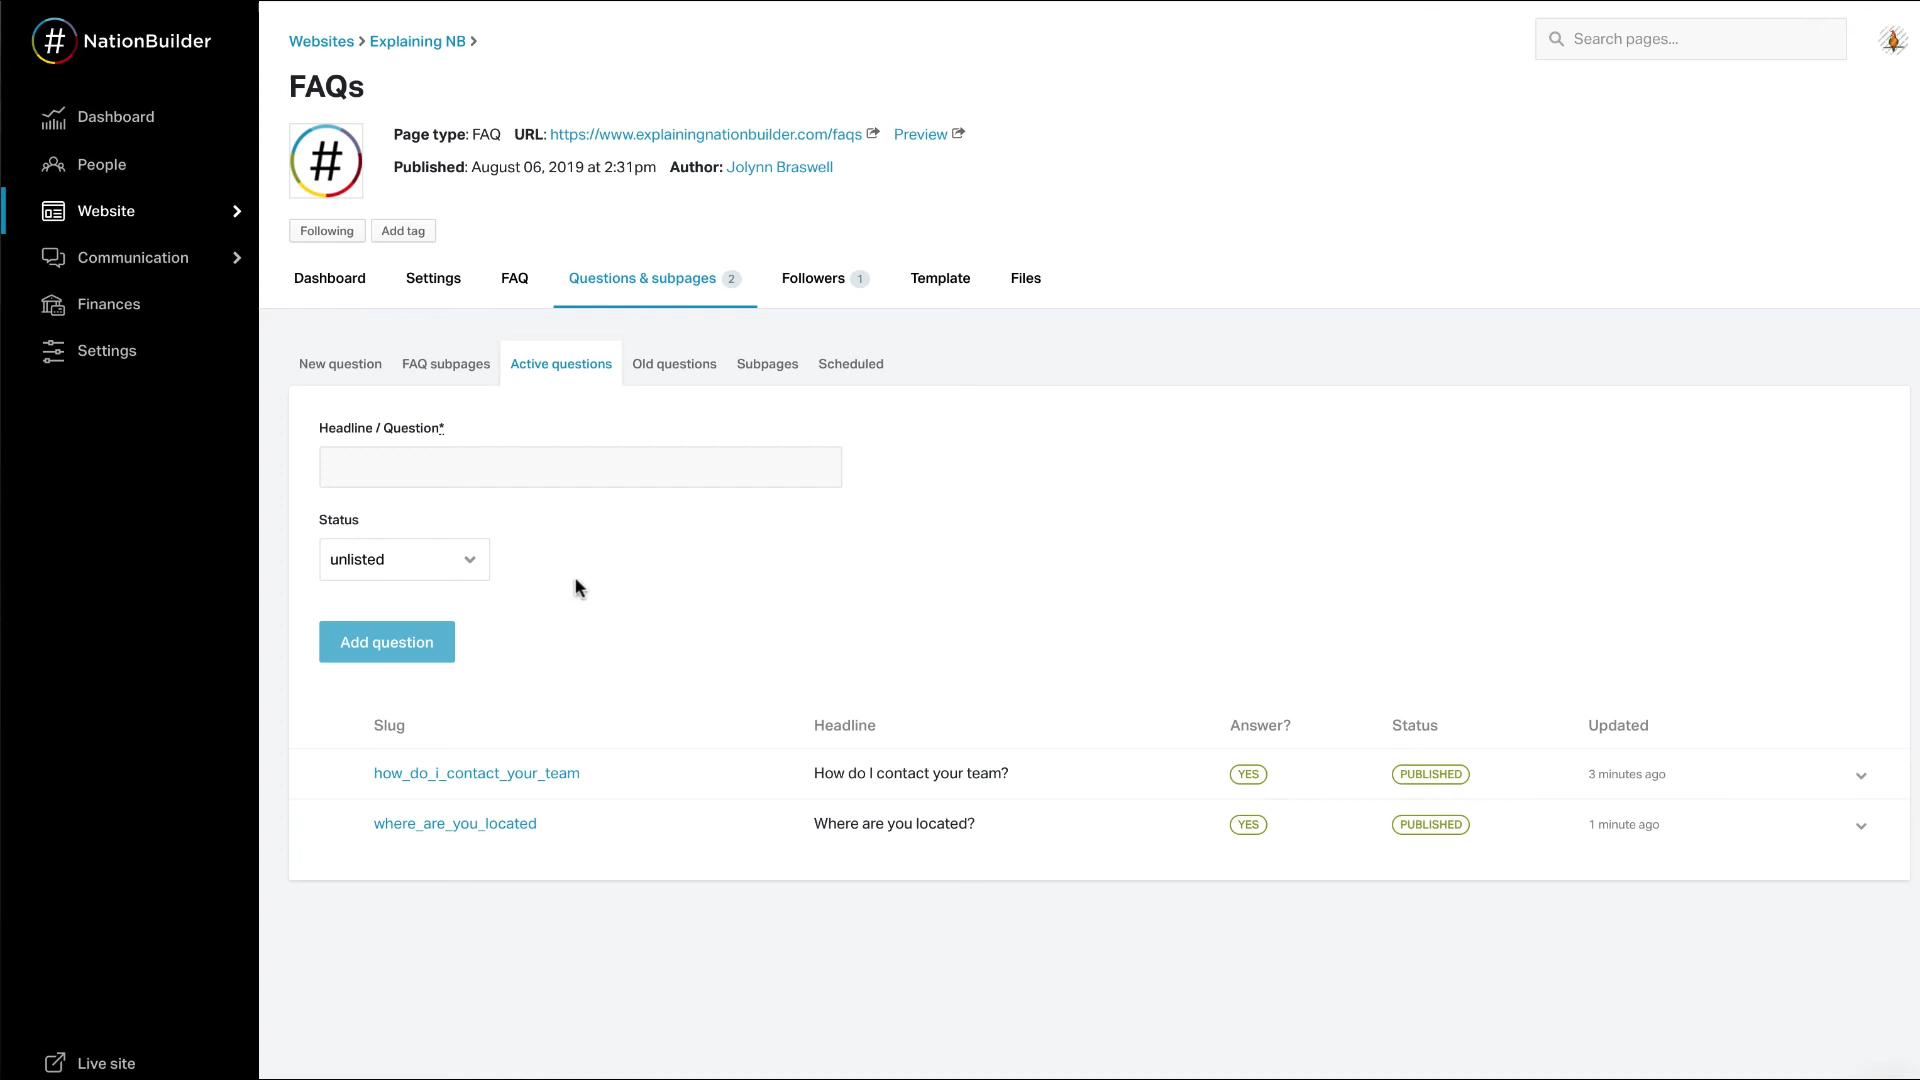 # NationBuilder
Dashboard
People
Website
Communication
Finances
Settings
Live site
Websites > Explaining NB >
Search pages...
FAQs
#
Page type: FAQ URL: https://www.explainingnationbuilder.com/faqs Preview
Published: August 06, 2019 at 2:31pm Author: Jolynn Braswell
Following Add tag
Dashboard Settings FAQ Questions & subpages 2 Followers 1 Template Files
New question FAQ subpages Active questions Old questions Subpages Scheduled
Headline / Question*
Status
unlisted
Add question
Slug Headline Answer? Status Updated
how_do_i_contact_your_team How do I contact your team? YES PUBLISHED 3 minutes ago
where_are_you_located Where are you located? YES PUBLISHED 1 minute ago